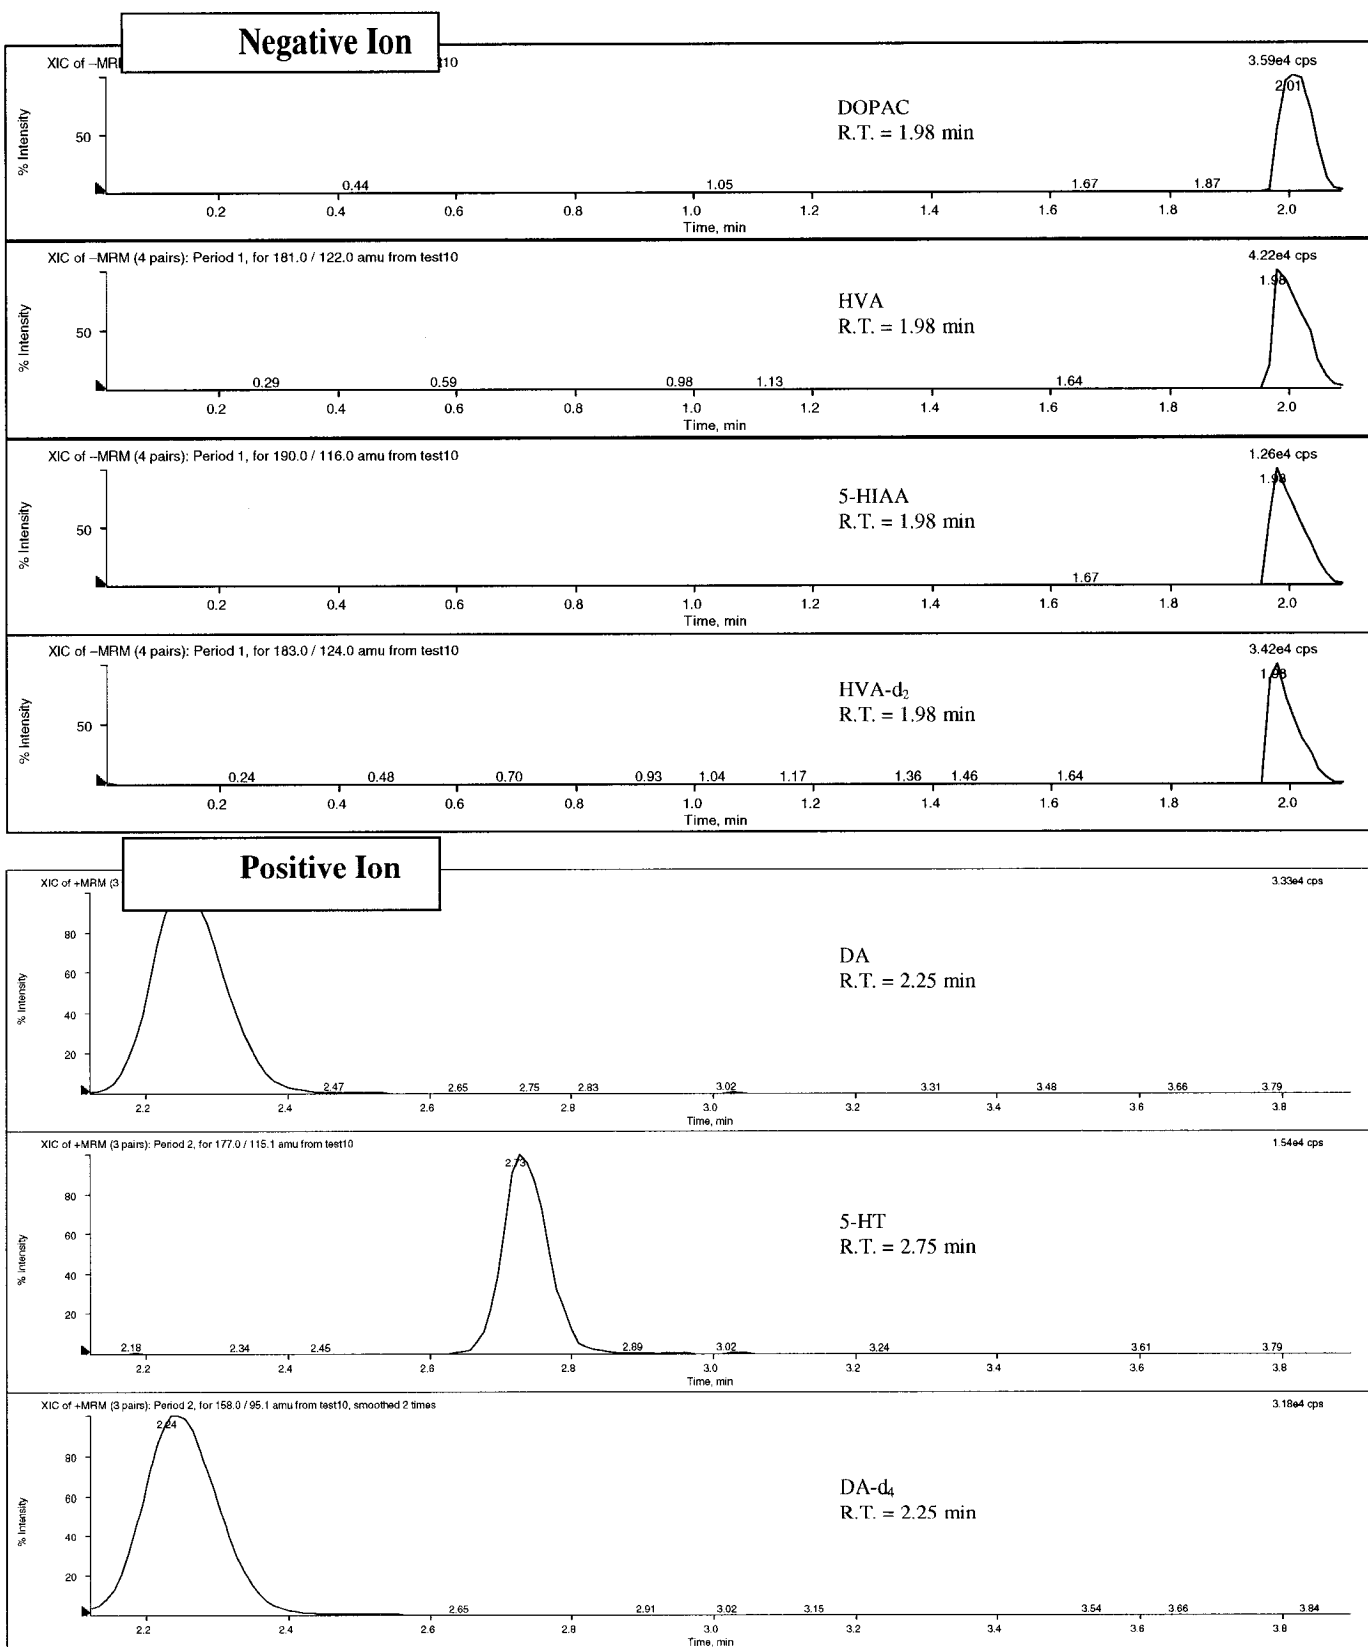 Negative Ion
XIC of –MRM
t10
3.59e4 cps
2.01
DOPAC
R.T. = 1.98 min
% Intensity
50
0.44 1.05 1.67 1.87
0.2 0.4 0.6 0.8 1.0 1.2 1.4 1.6 1.8 2.0
Time, min
XIC of –MRM (4 pairs): Period 1, for 181.0 / 122.0 amu from test10
4.22e4 cps
1.98
HVA
R.T. = 1.98 min
% Intensity
50
0.29 0.59 0.98 1.13 1.64
0.2 0.4 0.6 0.8 1.0 1.2 1.4 1.6 1.8 2.0
Time, min
XIC of –MRM (4 pairs): Period 1, for 190.0 / 116.0 amu from test10
1.26e4 cps
1.98
5-HIAA
R.T. = 1.98 min
% Intensity
50
1.67
0.2 0.4 0.6 0.8 1.0 1.2 1.4 1.6 1.8 2.0
Time, min
XIC of –MRM (4 pairs): Period 1, for 183.0 / 124.0 amu from test10
3.42e4 cps
1.98
HVA-d₂
R.T. = 1.98 min
% Intensity
50
0.24 0.48 0.70 0.93 1.04 1.17 1.36 1.46 1.64
0.2 0.4 0.6 0.8 1.0 1.2 1.4 1.6 1.8 2.0
Time, min
Positive Ion
XIC of +MRM (3
3.33e4 cps
DA
R.T. = 2.25 min
% Intensity
80
60
40
20
2.47 2.65 2.75 2.83 3.02 3.31 3.48 3.66 3.79
2.2 2.4 2.6 2.8 3.0 3.2 3.4 3.6 3.8
Time, min
XIC of +MRM (3 pairs): Period 2, for 177.0 / 115.1 amu from test10
1.54e4 cps
2.73
5-HT
R.T. = 2.75 min
% Intensity
80
60
40
20
2.18 2.34 2.45 2.89 3.02 3.24 3.61 3.79
2.2 2.4 2.6 2.8 3.0 3.2 3.4 3.6 3.8
Time, min
XIC of +MRM (3 pairs): Period 2, for 158.0 / 95.1 amu from test10, smoothed 2 times
3.18e4 cps
2.24
DA-d₄
R.T. = 2.25 min
% Intensity
80
60
40
20
2.65 2.91 3.02 3.15 3.54 3.66 3.84
2.2 2.4 2.6 2.8 3.0 3.2 3.4 3.6 3.8
Time, min